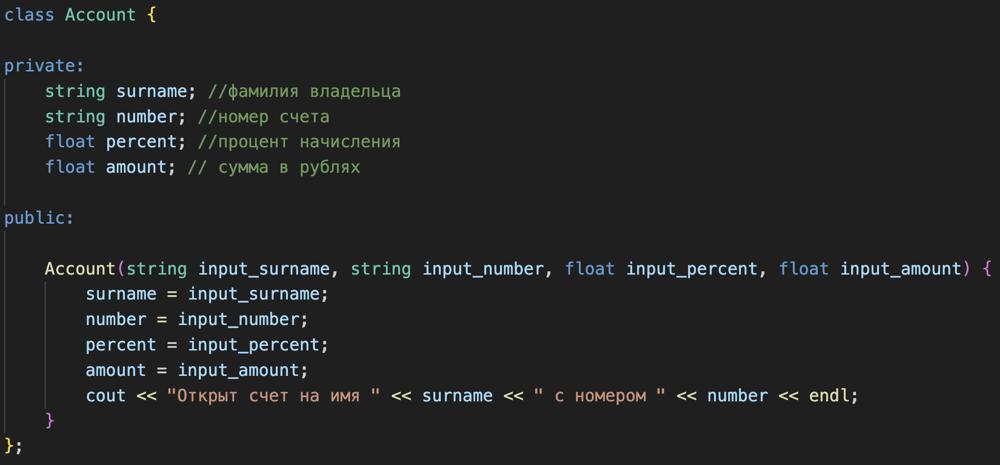 class Account {
private:
string surname; //фамилия владельца
string number; //номер счета
float percent; //процент начисления
float amount; // сумма в рублях
public:
Account(string input_surname, string input_number, float input_percent, float input_amount) {
surname = input_surname;
number = input_number;
percent = input_percent;
amount = input_amount;
cout << "Открыт счет на имя " << surname << " с номером " << number << endl;
}
};